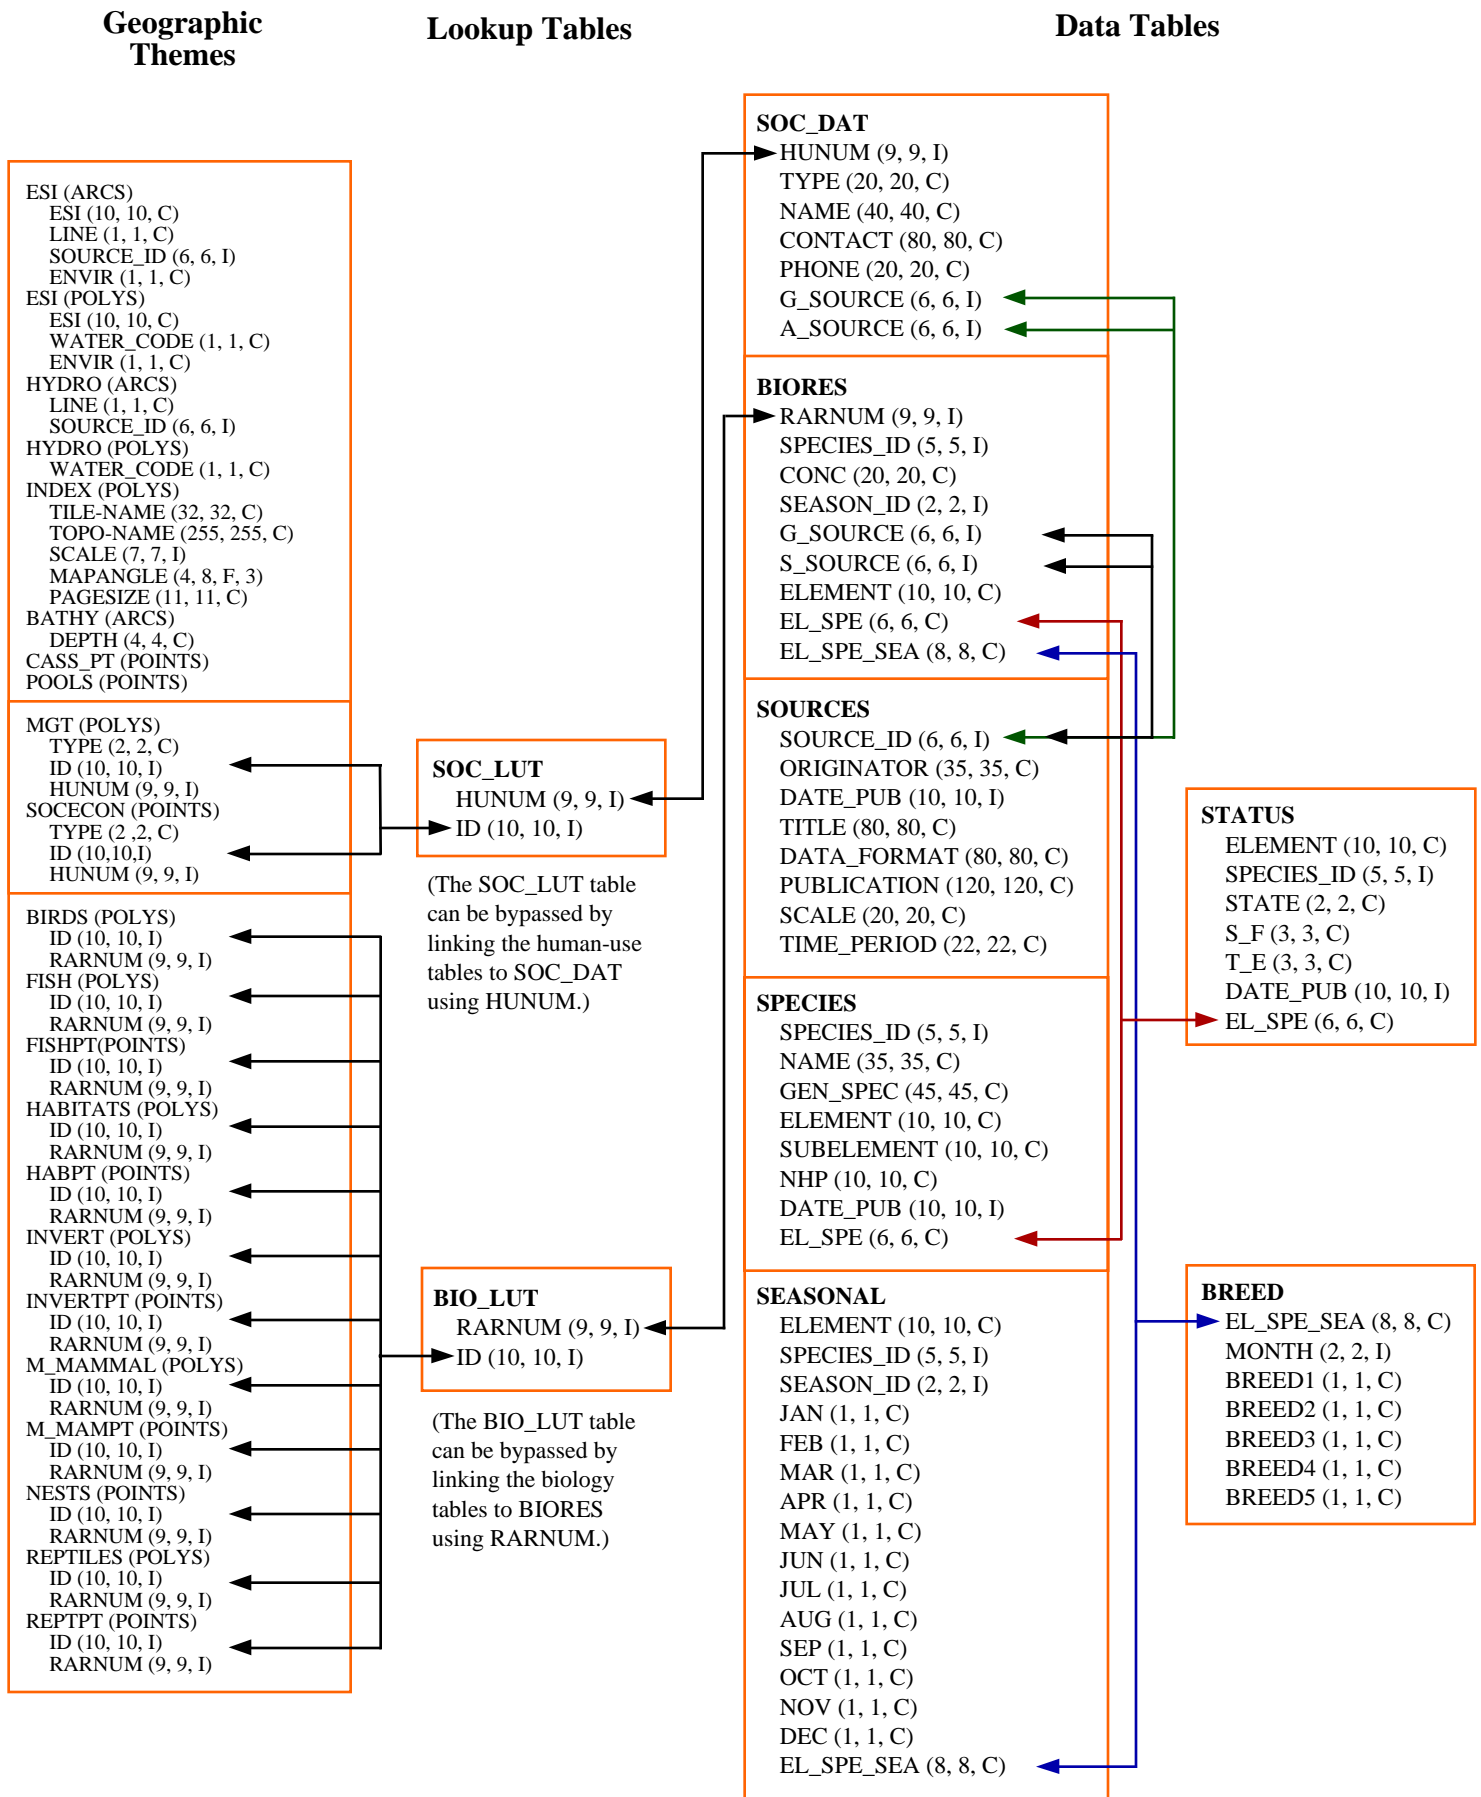 Geographic
Themes
Lookup Tables
Data Tables
ESI (ARCS)
ESI (10, 10, C)
LINE (1, 1, C)
SOURCE_ID (6, 6, I)
ENVIR (1, 1, C)
ESI (POLYS)
ESI (10, 10, C)
WATER_CODE (1, 1, C)
ENVIR (1, 1, C)
HYDRO (ARCS)
LINE (1, 1, C)
SOURCE_ID (6, 6, I)
HYDRO (POLYS)
WATER_CODE (1, 1, C)
INDEX (POLYS)
TILE-NAME (32, 32, C)
TOPO-NAME (255, 255, C)
SCALE (7, 7, I)
MAPANGLE (4, 8, F, 3)
PAGESIZE (11, 11, C)
BATHY (ARCS)
DEPTH (4, 4, C)
CASS_PT (POINTS)
POOLS (POINTS)
MGT (POLYS)
TYPE (2, 2, C)
ID (10, 10, I)
HUNUM (9, 9, I)
SOCECON (POINTS)
TYPE (2 ,2, C)
ID (10,10,I)
HUNUM (9, 9, I)
BIRDS (POLYS)
ID (10, 10, I)
RARNUM (9, 9, I)
FISH (POLYS)
ID (10, 10, I)
RARNUM (9, 9, I)
FISHPT(POINTS)
ID (10, 10, I)
RARNUM (9, 9, I)
HABITATS (POLYS)
ID (10, 10, I)
RARNUM (9, 9, I)
HABPT (POINTS)
ID (10, 10, I)
RARNUM (9, 9, I)
INVERT (POLYS)
ID (10, 10, I)
RARNUM (9, 9, I)
INVERTPT (POINTS)
ID (10, 10, I)
RARNUM (9, 9, I)
M_MAMMAL (POLYS)
ID (10, 10, I)
RARNUM (9, 9, I)
M_MAMPT (POINTS)
ID (10, 10, I)
RARNUM (9, 9, I)
NESTS (POINTS)
ID (10, 10, I)
RARNUM (9, 9, I)
REPTILES (POLYS)
ID (10, 10, I)
RARNUM (9, 9, I)
REPTPT (POINTS)
ID (10, 10, I)
RARNUM (9, 9, I)
SOC_LUT
HUNUM (9, 9, I)
ID (10, 10, I)
(The SOC_LUT table
can be bypassed by
linking the human-use
tables to SOC_DAT
using HUNUM.)
BIO_LUT
RARNUM (9, 9, I)
ID (10, 10, I)
(The BIO_LUT table
can be bypassed by
linking the biology
tables to BIORES
using RARNUM.)
SOC_DAT
HUNUM (9, 9, I)
TYPE (20, 20, C)
NAME (40, 40, C)
CONTACT (80, 80, C)
PHONE (20, 20, C)
G_SOURCE (6, 6, I)
A_SOURCE (6, 6, I)
BIORES
RARNUM (9, 9, I)
SPECIES_ID (5, 5, I)
CONC (20, 20, C)
SEASON_ID (2, 2, I)
G_SOURCE (6, 6, I)
S_SOURCE (6, 6, I)
ELEMENT (10, 10, C)
EL_SPE (6, 6, C)
EL_SPE_SEA (8, 8, C)
SOURCES
SOURCE_ID (6, 6, I)
ORIGINATOR (35, 35, C)
DATE_PUB (10, 10, I)
TITLE (80, 80, C)
DATA_FORMAT (80, 80, C)
PUBLICATION (120, 120, C)
SCALE (20, 20, C)
TIME_PERIOD (22, 22, C)
SPECIES
SPECIES_ID (5, 5, I)
NAME (35, 35, C)
GEN_SPEC (45, 45, C)
ELEMENT (10, 10, C)
SUBELEMENT (10, 10, C)
NHP (10, 10, C)
DATE_PUB (10, 10, I)
EL_SPE (6, 6, C)
SEASONAL
ELEMENT (10, 10, C)
SPECIES_ID (5, 5, I)
SEASON_ID (2, 2, I)
JAN (1, 1, C)
FEB (1, 1, C)
MAR (1, 1, C)
APR (1, 1, C)
MAY (1, 1, C)
JUN (1, 1, C)
JUL (1, 1, C)
AUG (1, 1, C)
SEP (1, 1, C)
OCT (1, 1, C)
NOV (1, 1, C)
DEC (1, 1, C)
EL_SPE_SEA (8, 8, C)
STATUS
ELEMENT (10, 10, C)
SPECIES_ID (5, 5, I)
STATE (2, 2, C)
S_F (3, 3, C)
T_E (3, 3, C)
DATE_PUB (10, 10, I)
EL_SPE (6, 6, C)
BREED
EL_SPE_SEA (8, 8, C)
MONTH (2, 2, I)
BREED1 (1, 1, C)
BREED2 (1, 1, C)
BREED3 (1, 1, C)
BREED4 (1, 1, C)
BREED5 (1, 1, C)